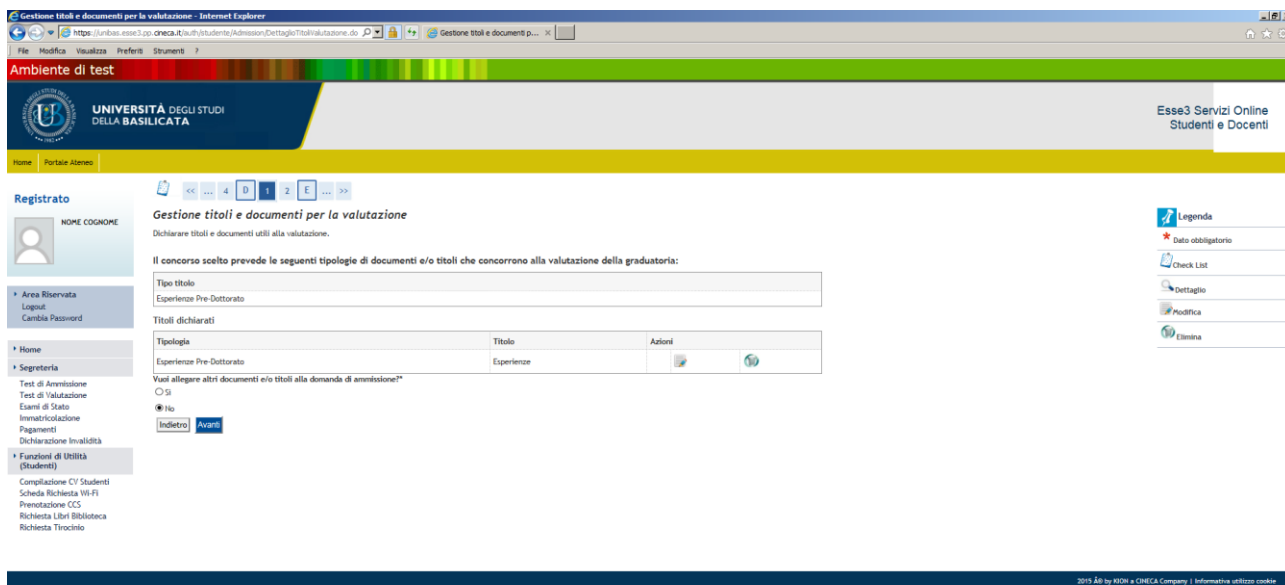 Gestione titoli e documenti per la valutazione - Internet Explorer
https://unibas.esse3.pp.cineca.it/auth/studente/Admission/DettaglioTitoliValutazione.do
Gestione titoli e documenti p...
File Modifica Visualizza Preferiti Strumenti ?
Ambiente di test
UNIVERSITÀ DEGLI STUDI
DELLA BASILICATA
Esse3 Servizi Online
Studenti e Docenti
Home Portale Ateneo
Registrato
NOME COGNOME
Area Riservata
Logout
Cambia Password
Home
Segreteria
Test di Ammissione
Test di Valutazione
Esami di Stato
Immatricolazione
Pagamenti
Dichiarazione Invalidità
Funzioni di Utilità
(Studenti)
Compilazione CV Studenti
Scheda Richiesta Wi-Fi
Prenotazione CCS
Richiesta Libri Biblioteca
Richiesta Tirocinio
<< ... 4 D 1 2 E ... >>
Gestione titoli e documenti per la valutazione
Dichiarare titoli e documenti utili alla valutazione.
Il concorso scelto prevede le seguenti tipologie di documenti e/o titoli che concorrono alla valutazione della graduatoria:
Tipo titolo
Esperienze Pre-Dottorato
Titoli dichiarati
Tipologia Titolo Azioni
Esperienze Pre-Dottorato Esperienze
Vuoi allegare altri documenti e/o titoli alla domanda di ammissione?*
Si
No
Indietro Avanti
Legenda
* Dato obbligatorio
Check List
Dettaglio
Modifica
Elimina
2015 Â® by KION a CINECA Company | Informativa utilizzo cookie